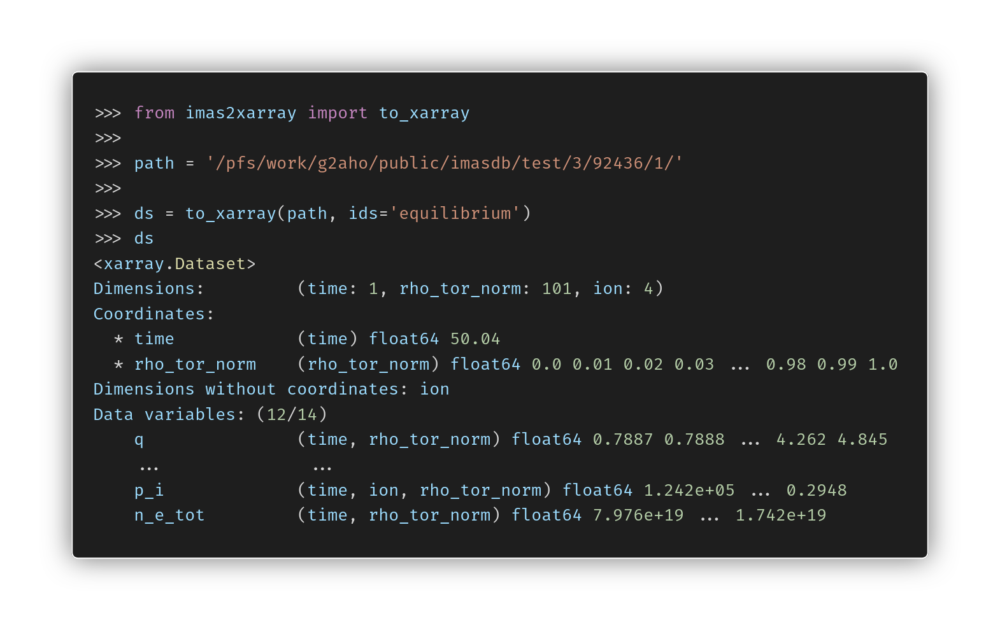 >>> from imas2xarray import to_xarray
>>>
>>> path = '/pfs/work/g2aho/public/imasdb/test/3/92436/1/'
>>>
>>> ds = to_xarray(path, ids='equilibrium')
>>> ds
<xarray.Dataset>
Dimensions:         (time: 1, rho_tor_norm: 101, ion: 4)
Coordinates:
  * time            (time) float64 50.04
  * rho_tor_norm    (rho_tor_norm) float64 0.0 0.01 0.02 0.03 ... 0.98 0.99 1.0
Dimensions without coordinates: ion
Data variables: (12/14)
    q               (time, rho_tor_norm) float64 0.7887 0.7888 ... 4.262 4.845
    ...              ...
    p_i             (time, ion, rho_tor_norm) float64 1.242e+05 ... 0.2948
    n_e_tot         (time, rho_tor_norm) float64 7.976e+19 ... 1.742e+19